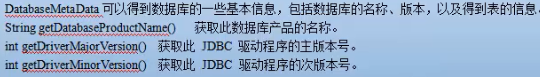 DatabaseMetaData 可以得到数据库的一些基本信息，包括数据库的名称、版本，以及得到表的信息。
String getDatabaseProductName() 获取此数据库产品的名称。
int getDriverMajorVersion() 获取此 JDBC 驱动程序的主版本号。
int getDriverMinorVersion() 获取此 JDBC 驱动程序的次版本号。